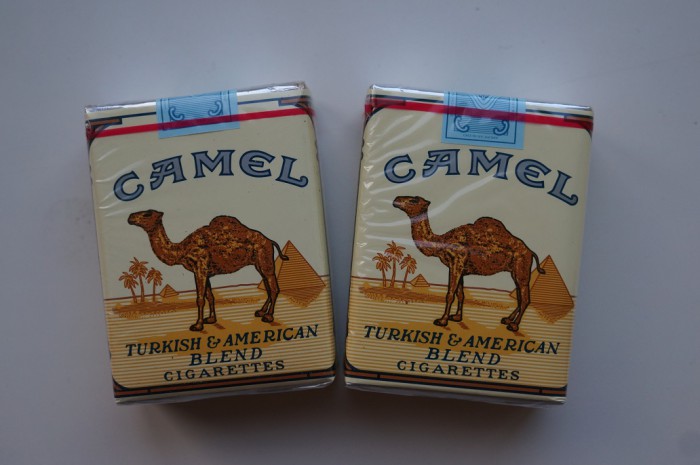 CAMEL
TURKISH & AMERICAN
BLEND
CIGARETTES
CAMEL
TURKISH & AMERICAN
BLEND
CIGARETTES